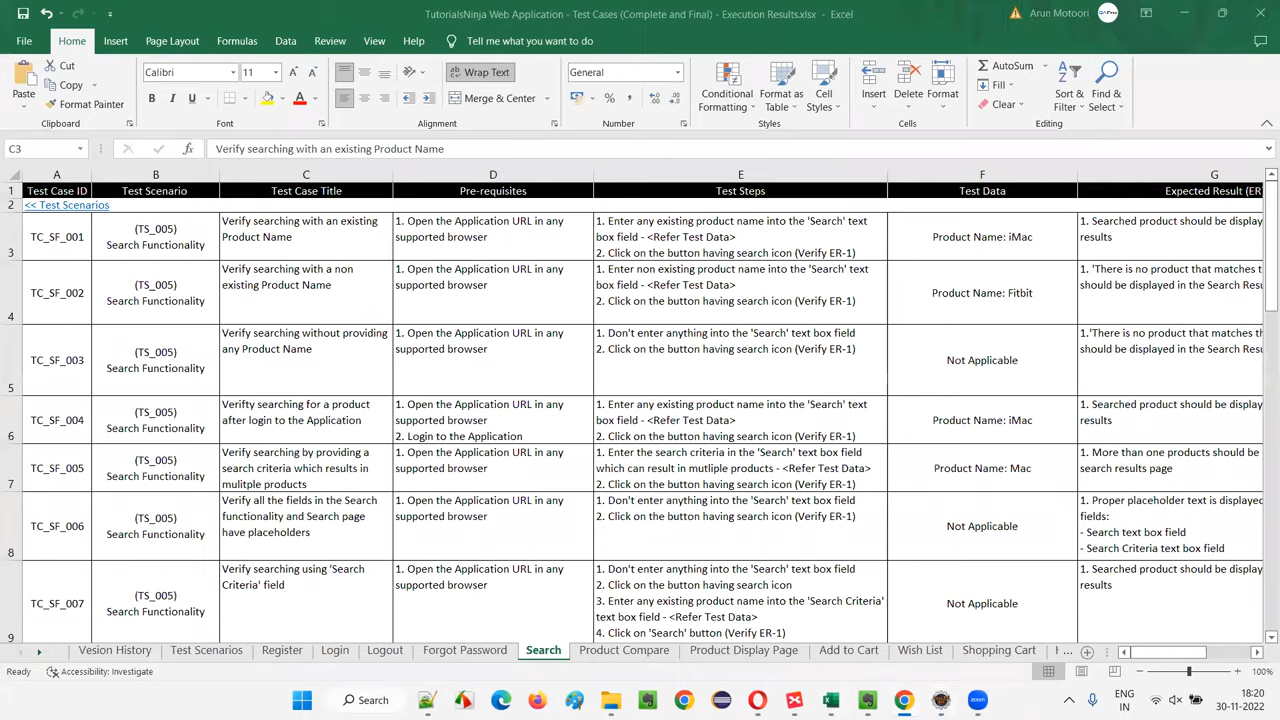 TutorialsNinja Web Application - Test Cases (Complete and Final) - Execution Results.xlsx - Excel
Arun Motoori
File Home Insert Page Layout Formulas Data Review View Help Tell me what you want to do
Cut
Copy
Format Painter
Paste
Clipboard
Calibri 11
B I U
Font
Wrap Text
Merge & Center
Alignment
General
Number
Conditional Formatting
Format as Table
Cell Styles
Styles
Insert Delete Format
Cells
AutoSum
Fill
Clear
Sort & Filter
Find & Select
Editing
C3 fx Verify searching with an existing Product Name
A B C D E F G
1 Test Case ID Test Scenario Test Case Title Pre-requisites Test Steps Test Data Expected Result (ER
2 << Test Scenarios
3
TC_SF_001
(TS_005)
Search Functionality
Verify searching with an existing
Product Name
1. Open the Application URL in any
supported browser
1. Enter any existing product name into the 'Search' text
box field - <Refer Test Data>
2. Click on the button having search icon (Verify ER-1)
Product Name: iMac
1. Searched product should be display
results
4
TC_SF_002
(TS_005)
Search Functionality
Verify searching with a non
existing Product Name
1. Open the Application URL in any
supported browser
1. Enter non existing product name into the 'Search' text
box field - <Refer Test Data>
2. Click on the button having search icon (Verify ER-1)
Product Name: Fitbit
1. 'There is no product that matches t
should be displayed in the Search Resu
5
TC_SF_003
(TS_005)
Search Functionality
Verify searching without providing
any Product Name
1. Open the Application URL in any
supported browser
1. Don't enter anything into the 'Search' text box field
2. Click on the button having search icon (Verify ER-1)
Not Applicable
1.'There is no product that matches th
should be displayed in the Search Resu
6
TC_SF_004
(TS_005)
Search Functionality
Verifty searching for a product
after login to the Application
1. Open the Application URL in any
supported browser
2. Login to the Application
1. Enter any existing product name into the 'Search' text
box field - <Refer Test Data>
2. Click on the button having search icon (Verify ER-1)
Product Name: iMac
1. Searched product should be display
results
7
TC_SF_005
(TS_005)
Search Functionality
Verify searching by providing a
search criteria which results in
mulitple products
1. Open the Application URL in any
supported browser
1. Enter the search criteria in the 'Search' text box field
which can result in mutliple products - <Refer Test Data>
2. Click on the button having search icon (Verify ER-1)
Product Name: Mac
1. More than one products should be
search results page
8
TC_SF_006
(TS_005)
Search Functionality
Verify all the fields in the Search
functionality and Search page
have placeholders
1. Open the Application URL in any
supported browser
1. Don't enter anything into the 'Search' text box field
2. Click on the button having search icon (Verify ER-1)
Not Applicable
1. Proper placeholder text is displayed
fields:
- Search text box field
- Search Criteria text box field
9
TC_SF_007
(TS_005)
Search Functionality
Verify searching using 'Search
Criteria' field
1. Open the Application URL in any
supported browser
1. Don't enter anything into the 'Search' text box field
2. Click on the button having search icon
3. Enter any existing product name into the 'Search Criteria'
text box field - <Refer Test Data>
4. Click on 'Search' button (Verify ER-1)
Not Applicable
1. Searched product should be display
results
Vesion History Test Scenarios Register Login Logout Forgot Password Search Product Compare Product Display Page Add to Cart Wish List Shopping Cart ...
Ready Accessibility: Investigate 100%
Search
zoom
ENG
IN
18:20
30-11-2022